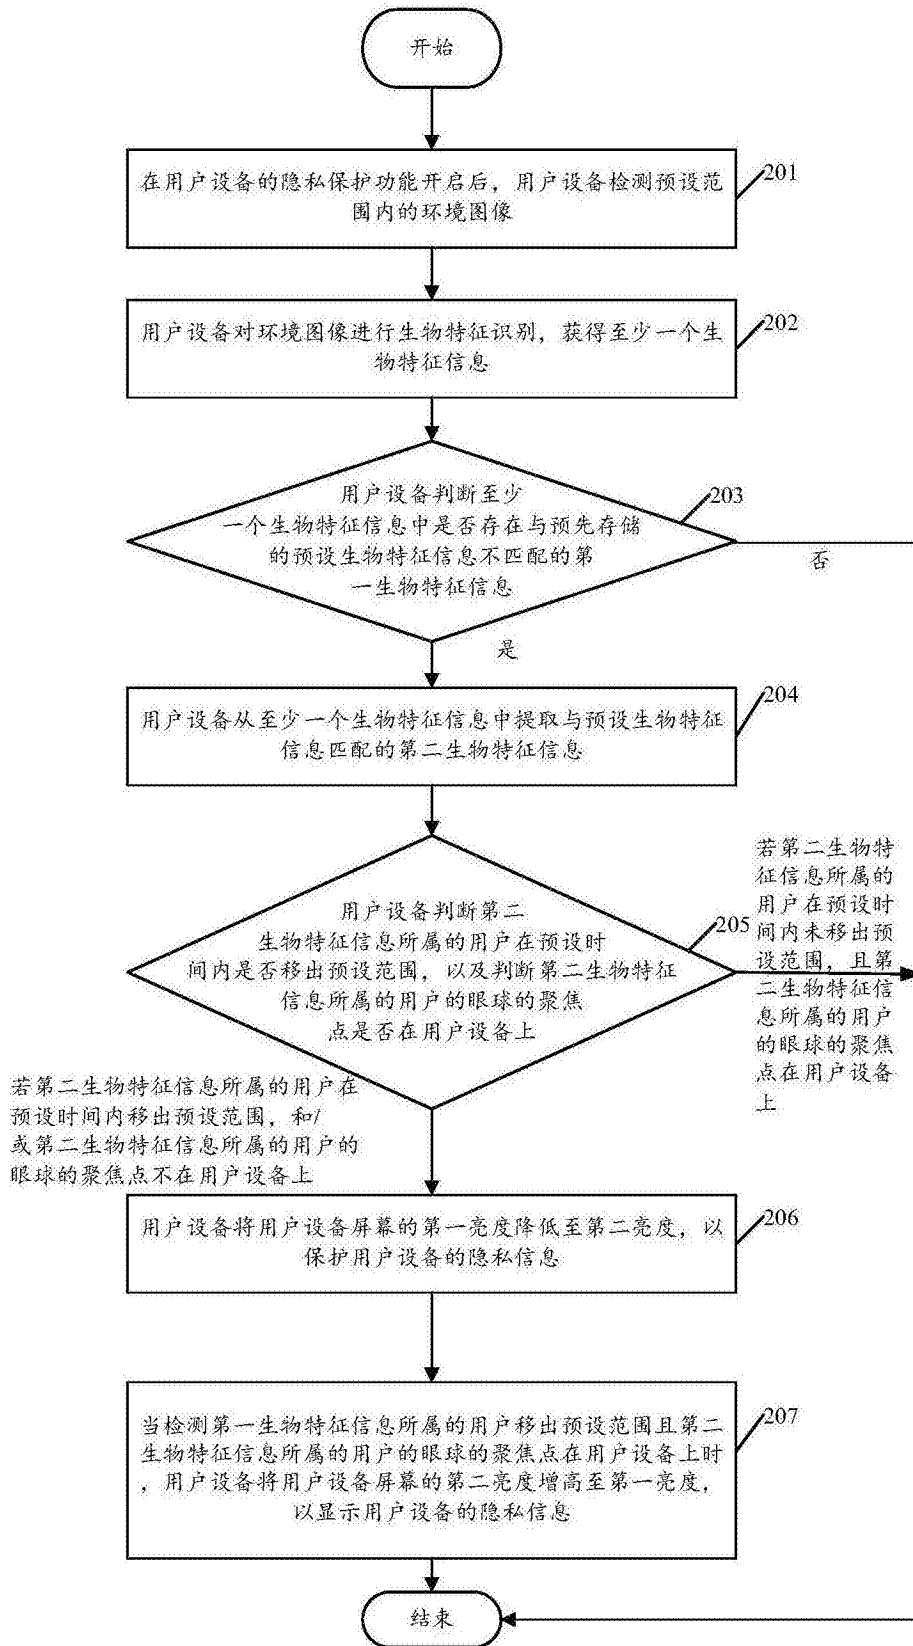 开始
在用户设备的隐私保护功能开启后，用户设备检测预设范
围内的环境图像
201
用户设备对环境图像进行生物特征识别，获得至少一个生
物特征信息
202
用户设备判断至少
一个生物特征信息中是否存在与预先存储
的预设生物特征信息不匹配的第
一生物特征信息
203
否
是
用户设备从至少一个生物特征信息中提取与预设生物特征
信息匹配的第二生物特征信息
204
用户设备判断第二
生物特征信息所属的用户在预设时
间内是否移出预设范围，以及判断第二生物特征
信息所属的用户的眼球的聚焦
点是否在用户设备上
205
若第二生物特
征信息所属的
用户在预设时
间内未移出预
设范围，且第
二生物特征信
息所属的用户
的眼球的聚焦
点在用户设备
上
若第二生物特征信息所属的用户在
预设时间内移出预设范围，和/
或第二生物特征信息所属的用户的
眼球的聚焦点不在用户设备上
用户设备将用户设备屏幕的第一亮度降低至第二亮度，以
保护用户设备的隐私信息
206
当检测第一生物特征信息所属的用户移出预设范围且第二
生物特征信息所属的用户的眼球的聚焦点在用户设备上时
，用户设备将用户设备屏幕的第二亮度增高至第一亮度，
以显示用户设备的隐私信息
207
结束